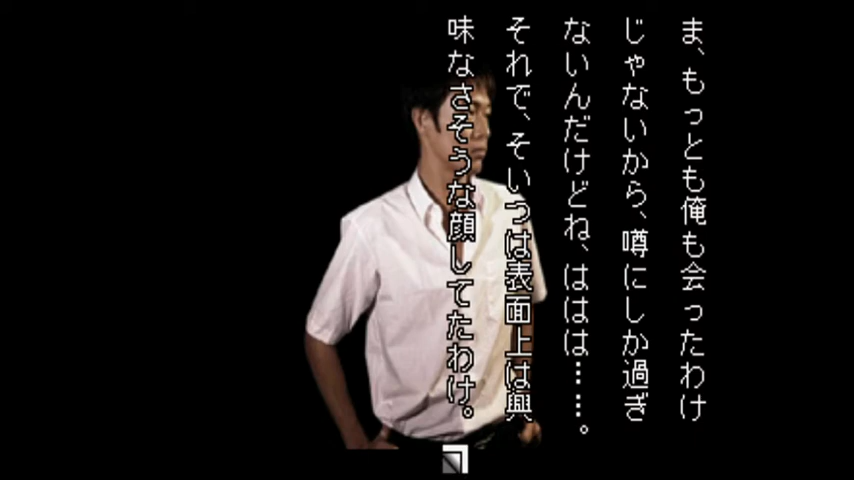 ま、もっとも俺も会ったわけ
じゃないから、噂にしか過ぎ
ないんだけどね、ははは……。
それで、そいつは表面上は興
味なさそうな顔してたわけ。